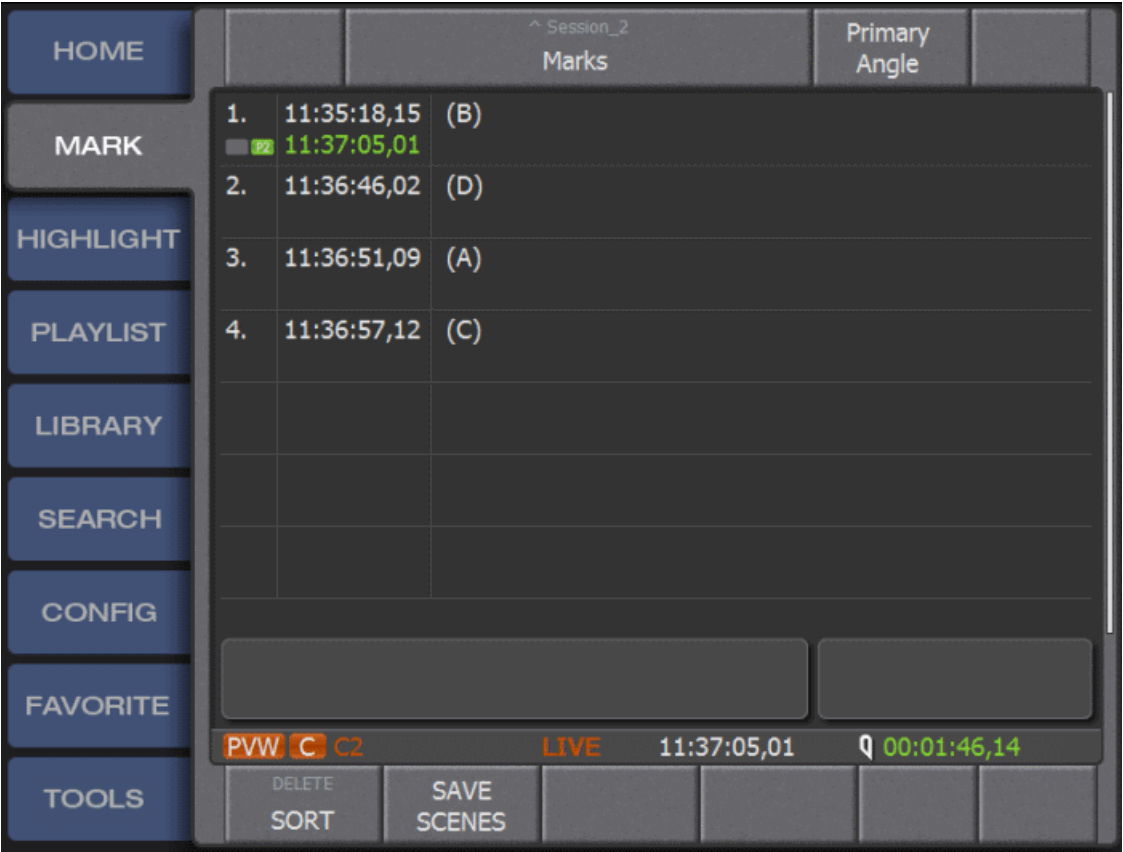 HOME
MARK
HIGHLIGHT
PLAYLIST
LIBRARY
SEARCH
CONFIG
FAVORITE
TOOLS
^ Session_2
Marks
Primary
Angle
1. 11:35:18,15 (B)
P2 11:37:05,01
2. 11:36:46,02 (D)
3. 11:36:51,09 (A)
4. 11:36:57,12 (C)
PVW C C2 LIVE 11:37:05,01 00:01:46,14
DELETE
SORT
SAVE
SCENES